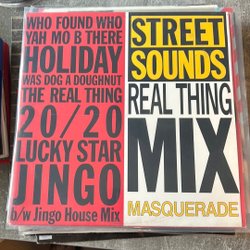 WHO FOUND WHO
YAH MO B THERE
HOLIDAY
WAS DOG A DOUGHNUT
THE REAL THING
20/20
LUCKY STAR
JINGO
b/w Jingo House Mix
STREET
SOUNDS
REAL THING
MIX
MASQUERADE